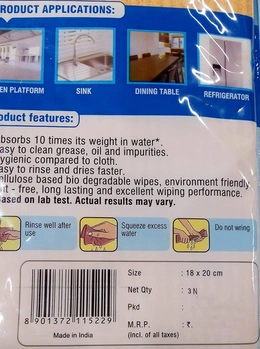 PRODUCT APPLICATIONS:
EN PLATFORM
SINK
DINING TABLE
REFRIGERATOR
oduct features:
bsorbs 10 times its weight in water*.
asy to clean grease, oil and impurities.
ygienic compared to cloth.
asy to rinse and dries faster.
ellulose based bio degradable wipes, environment friendly
nt - free, long lasting and excellent wiping performance.
ased on lab test. Actual results may vary.
Rinse well after
use
Squeeze excess
water
Do not wring
Size : 18 x 20 cm
Net Qty : 3 N
Pkd :
M.R.P. : ₹.
(Incl. of all taxes)
8 901372 115229
Made in India